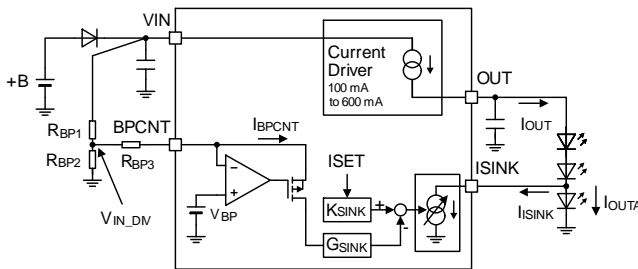 VIN
Current
Driver
100 mA
to 600 mA
+B
OUT
RBP1
BPCNT
IBPCNT
IOUT
RBP2
RBP3
ISET
ISINK
VBP
KSINK
+
-
IISINK
IOUTA
VIN_DIV
GSINK
-
+